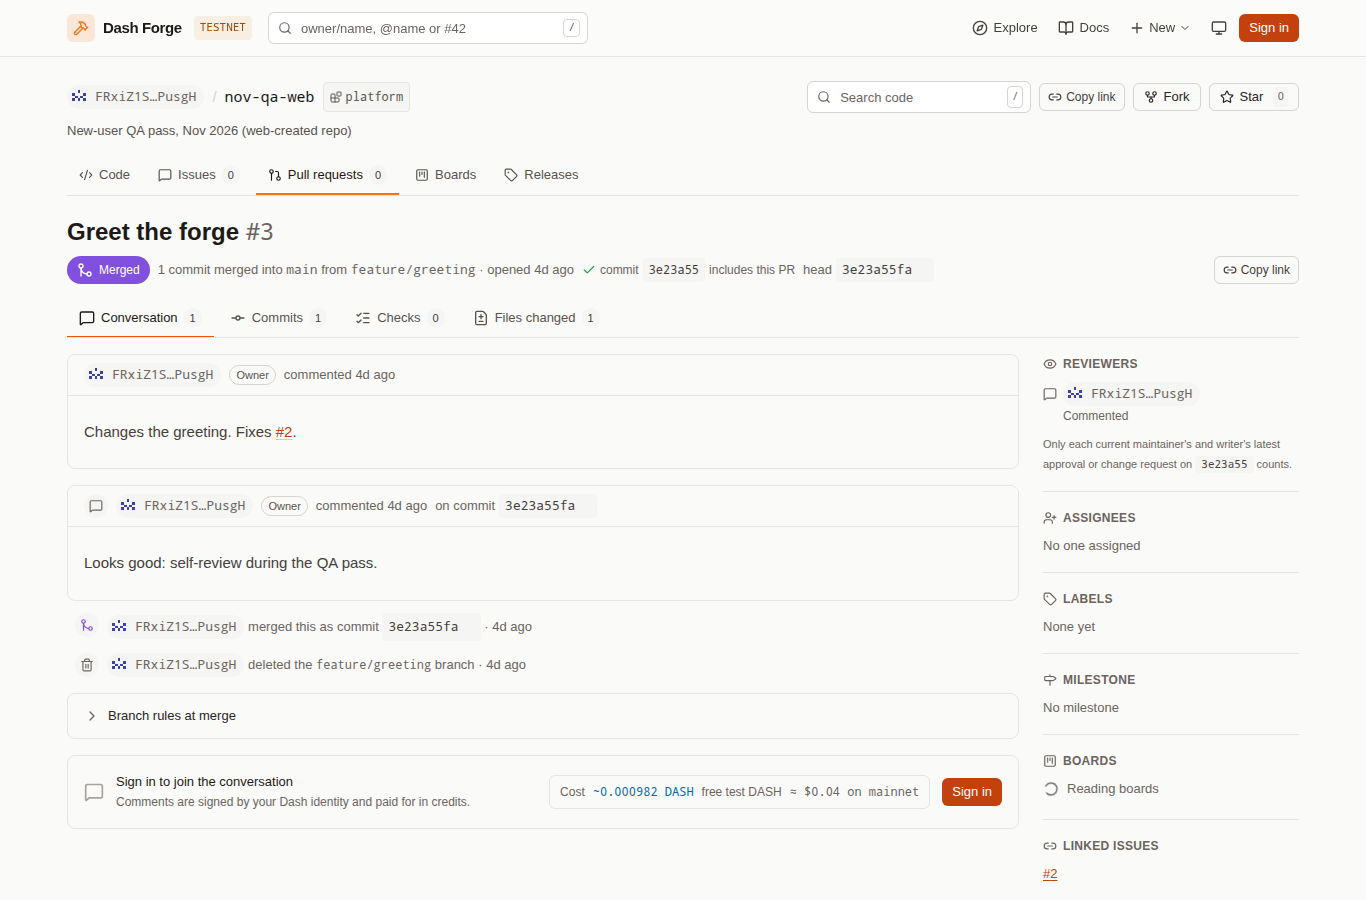 Dash Forge TESTNET owner/name, @name or #42 / Explore Docs New Sign in
FRxiZ1S…PusgH / nov-qa-web platform Search code / Copy link Fork Star 0
New-user QA pass, Nov 2026 (web-created repo)
Code Issues 0 Pull requests 0 Boards Releases
Greet the forge #3
Merged 1 commit merged into main from feature/greeting · opened 4d ago commit 3e23a55 includes this PR head 3e23a55fa Copy link
Conversation 1 Commits 1 Checks 0 Files changed 1
FRxiZ1S…PusgH Owner commented 4d ago
Changes the greeting. Fixes #2.
FRxiZ1S…PusgH Owner commented 4d ago on commit 3e23a55fa
Looks good: self-review during the QA pass.
FRxiZ1S…PusgH merged this as commit 3e23a55fa · 4d ago
FRxiZ1S…PusgH deleted the feature/greeting branch · 4d ago
Branch rules at merge
Sign in to join the conversation
Comments are signed by your Dash identity and paid for in credits.
Cost ~0.000982 DASH free test DASH ≈ $0.04 on mainnet Sign in
REVIEWERS
FRxiZ1S…PusgH
Commented
Only each current maintainer's and writer's latest
approval or change request on 3e23a55 counts.
ASSIGNEES
No one assigned
LABELS
None yet
MILESTONE
No milestone
BOARDS
Reading boards
LINKED ISSUES
#2